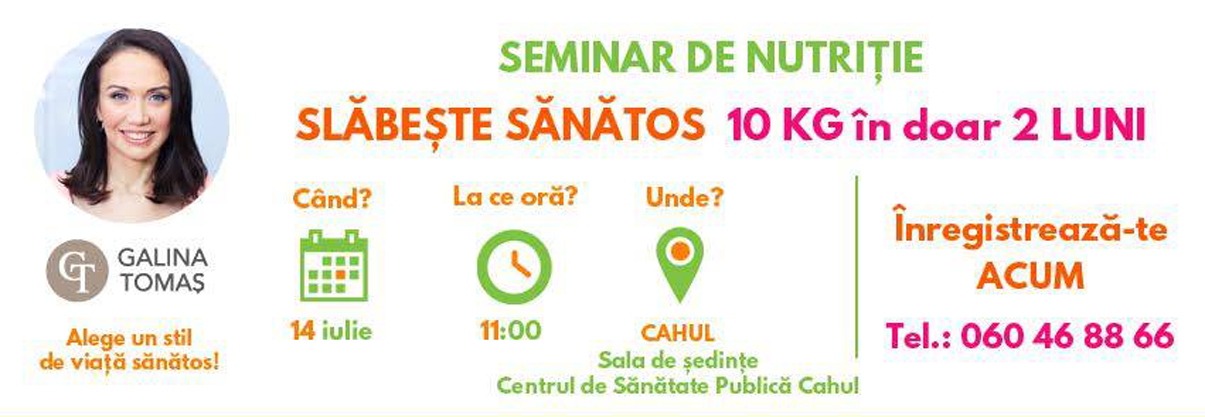 SEMINAR DE NUTRIȚIE
SLĂBEȘTE SĂNĂTOS 10 KG în doar 2 LUNI
Când?
La ce oră?
Unde?
14 iulie
11:00
CAHUL
Sala de ședințe
Centrul de Sănătate Publică Cahul
Înregistrează-te
ACUM
Tel.: 060 46 88 66
GT GALINA
TOMAȘ
Alege un stil
de viață sănătos!